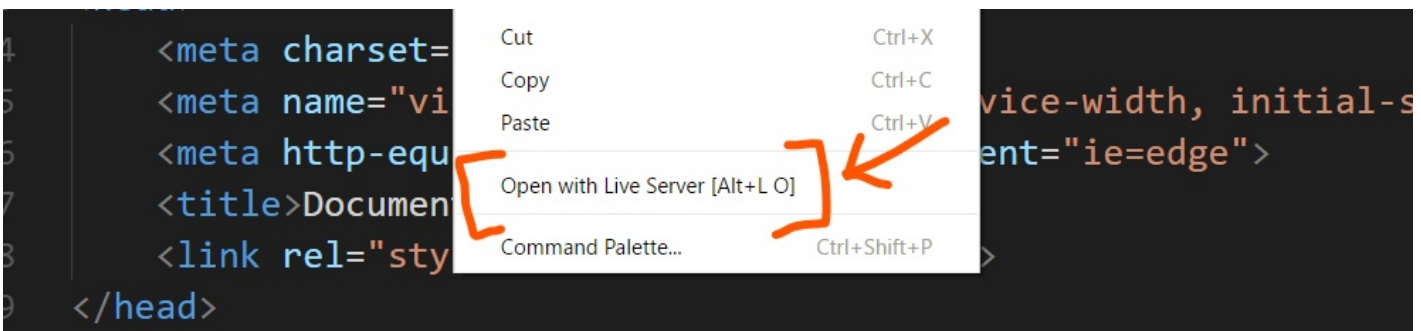 4 <meta charset=
Cut Ctrl+X
Copy Ctrl+C
5 <meta name="vi vice-width, initial-s
Paste Ctrl+V
6 <meta http-equ ent="ie=edge">
Open with Live Server [Alt+L O]
7 <title>Documen
8 <link rel="sty >
Command Palette... Ctrl+Shift+P
9 </head>